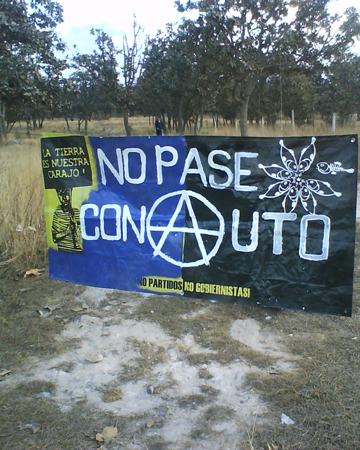 LA TIERRA
ES NUESTRA
CARAJO!
NO PASE
CON AUTO
NO PARTIDOS NO GOBIERNISTAS!